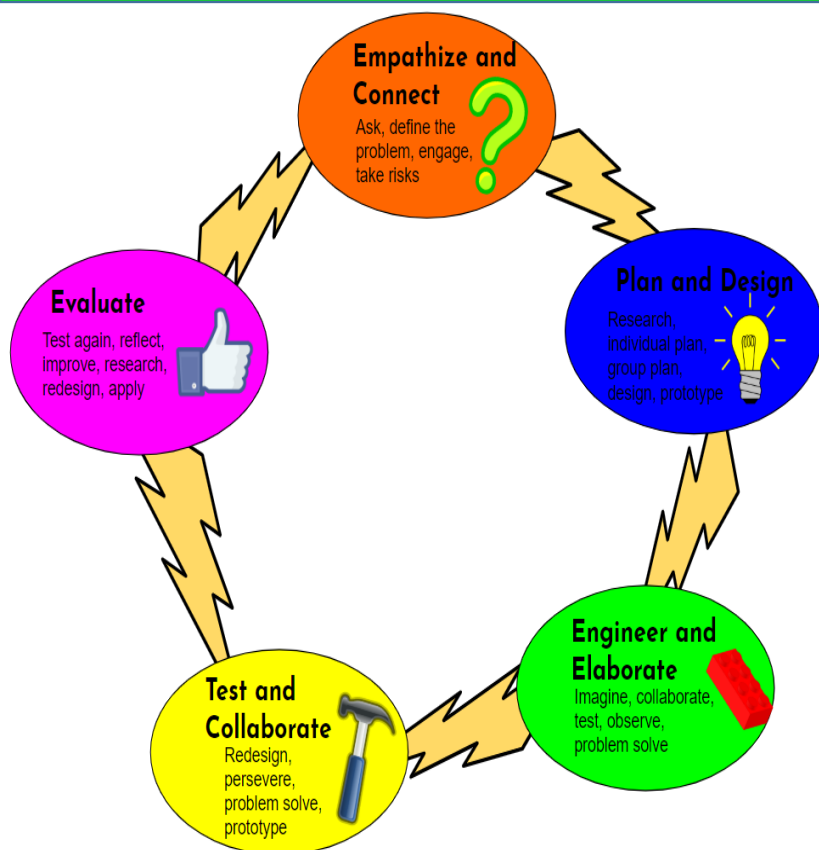 Empathize and
Connect
Ask, define the
problem, engage,
take risks
Plan and Design
Research,
individual plan,
group plan,
design, prototype
Engineer and
Elaborate
Imagine, collaborate,
test, observe,
problem solve
Test and
Collaborate
Redesign,
persevere,
problem solve,
prototype
Evaluate
Test again, reflect,
improve, research,
redesign, apply